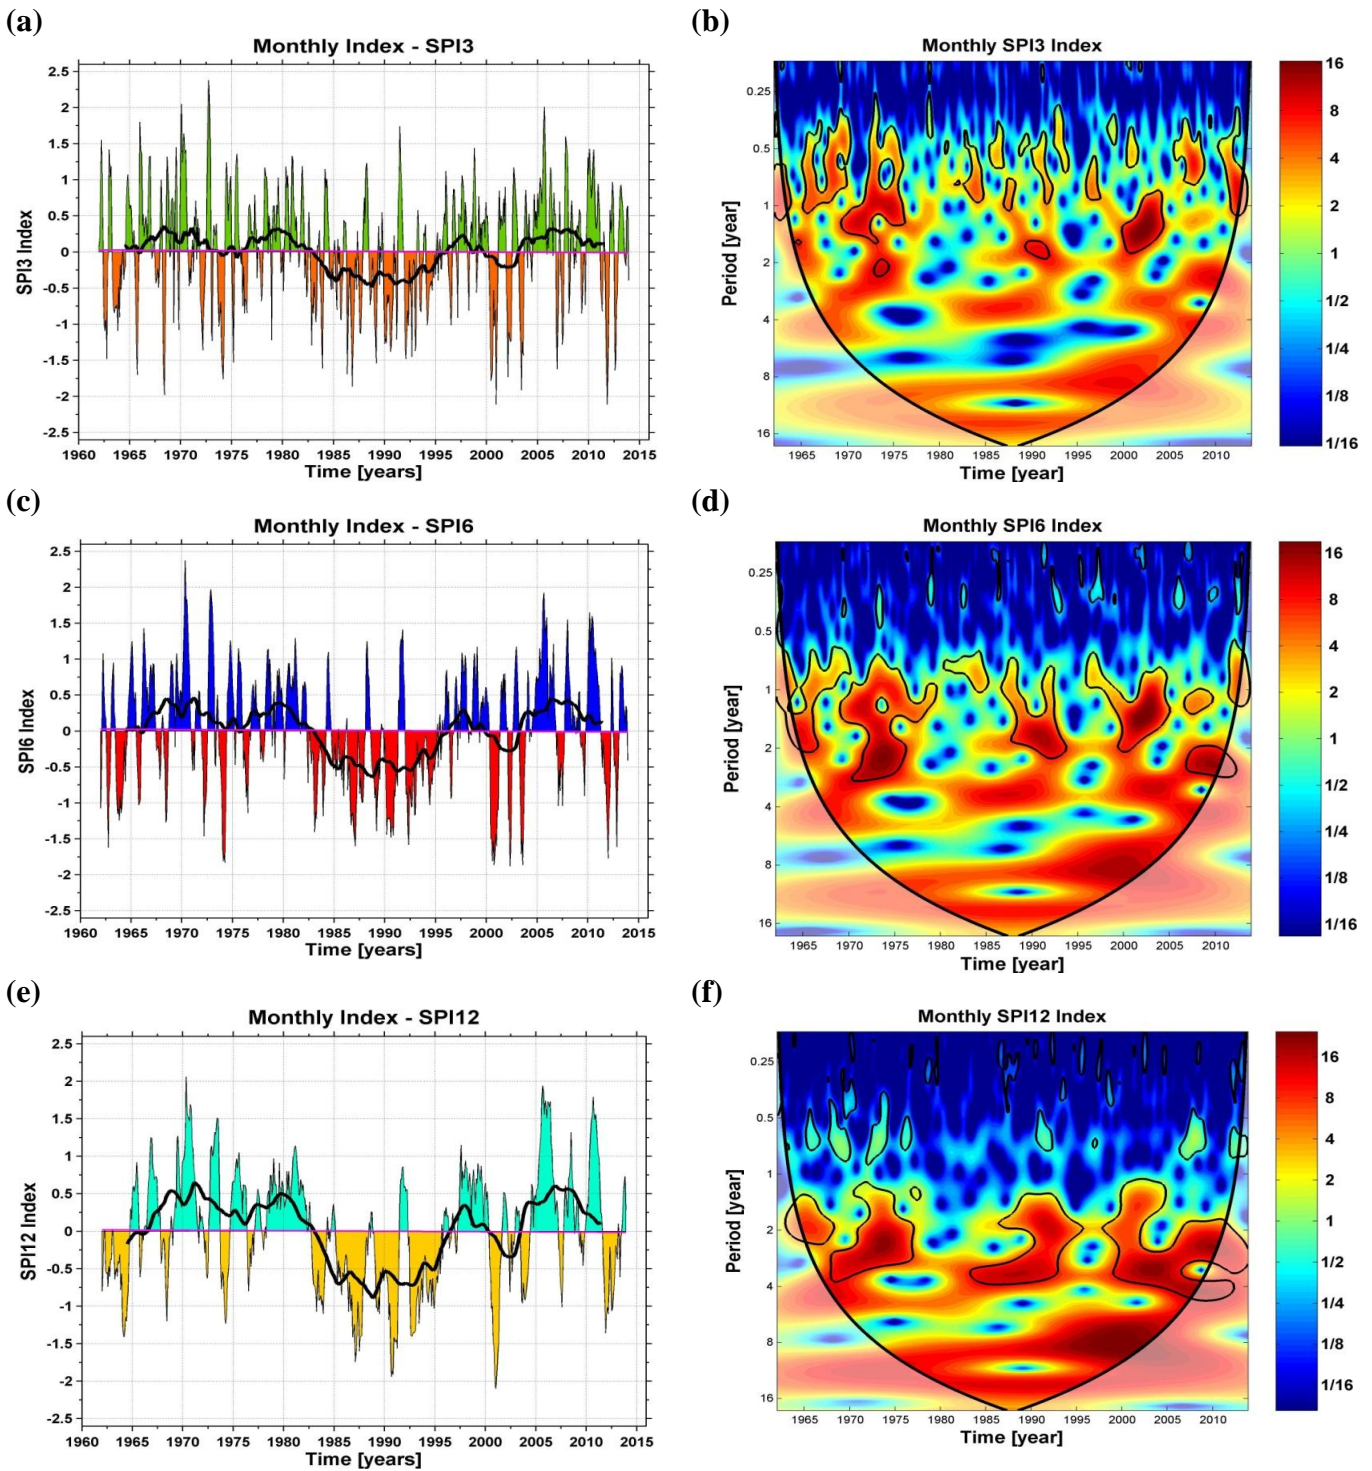 (a)
Monthly Index - SPI3
2.5
2
1.5
1
0.5
0
-0.5
-1
-1.5
-2
-2.5
SPI3 Index
1960 1965 1970 1975 1980 1985 1990 1995 2000 2005 2010 2015
Time [years]
(b)
Monthly SPI3 Index
0.25
0.5
1
2
4
8
16
Period [year]
1965 1970 1975 1980 1985 1990 1995 2000 2005 2010
Time [year]
16
8
4
2
1
1/2
1/4
1/8
1/16
(c)
Monthly Index - SPI6
2.5
2
1.5
1
0.5
0
-0.5
-1
-1.5
-2
-2.5
SPI6 Index
1960 1965 1970 1975 1980 1985 1990 1995 2000 2005 2010 2015
Time [years]
(d)
Monthly SPI6 Index
0.25
0.5
1
2
4
8
16
Period [year]
1965 1970 1975 1980 1985 1990 1995 2000 2005 2010
Time [year]
16
8
4
2
1
1/2
1/4
1/8
1/16
(e)
Monthly Index - SPI12
2.5
2
1.5
1
0.5
0
-0.5
-1
-1.5
-2
-2.5
SPI12 Index
1960 1965 1970 1975 1980 1985 1990 1995 2000 2005 2010 2015
Time [years]
(f)
Monthly SPI12 Index
0.25
0.5
1
2
4
8
16
Period [year]
1965 1970 1975 1980 1985 1990 1995 2000 2005 2010
Time [year]
16
8
4
2
1
1/2
1/4
1/8
1/16